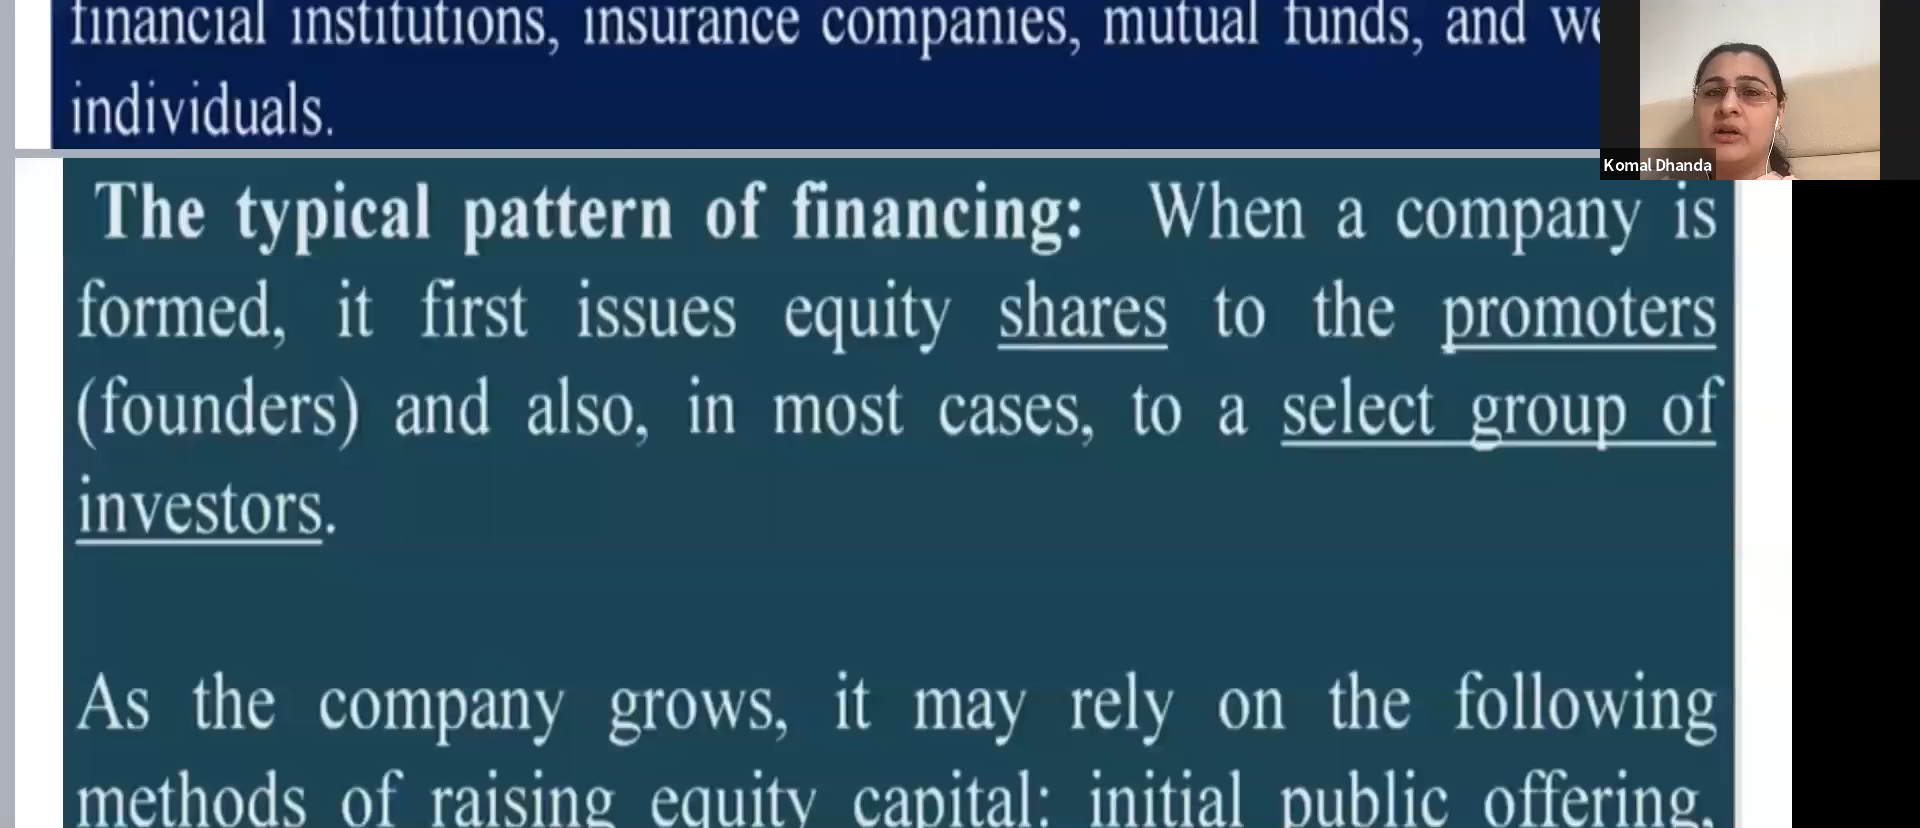 financial institutions, insurance companies, mutual funds, and
individuals.
Komal Dhanda
The typical pattern of financing: When a company is
formed, it first issues equity shares to the promoters
(founders) and also, in most cases, to a select group of
investors.
As the company grows, it may rely on the following
methods of raising equity capital: initial public offering,